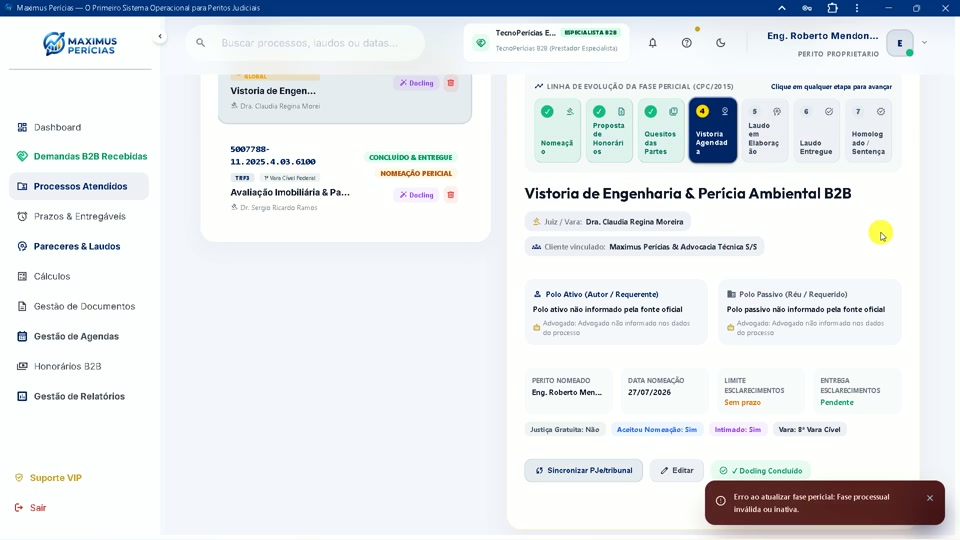 Maximus Perícias — O Primeiro Sistema Operacional para Peritos Judiciais
MAXIMUS
PERÍCIAS
Buscar processos, laudos ou datas...
TecnoPerícias E... ESPECIALISTA B2B
TecnoPerícias B2B (Prestador Especialista)
Eng. Roberto Mendon...
PERITO PROPRIETÁRIO
E
Dashboard
Demandas B2B Recebidas
Processos Atendidos
Prazos & Entregáveis
Pareceres & Laudos
Cálculos
Gestão de Documentos
Gestão de Agendas
Honorários B2B
Gestão de Relatórios
Suporte VIP
Sair
GLOBAL
Vistoria de Engen...
Dra. Claudia Regina Morei
Docling
5007788-
11.2025.4.03.6100
TRF3 1ª Vara Cível Federal
CONCLUÍDO & ENTREGUE
NOMEAÇÃO PERICIAL
Avaliação Imobiliária & Pa...
Docling
Dr. Sergio Ricardo Ramos
LINHA DE EVOLUÇÃO DA FASE PERICIAL (CPC/2015)
Clique em qualquer etapa para avançar
Nomeaçã
o
Proposta
de
Honorári
os
Quesitos
das
Partes
4
Vistoria
Agendad
a
5
Laudo
em
Elaboraç
ão
6
Laudo
Entregue
7
Homolog
ado /
Sentença
Vistoria de Engenharia & Perícia Ambiental B2B
Juiz / Vara: Dra. Claudia Regina Moreira
Cliente vinculado: Maximus Perícias & Advocacia Técnica S/S
Polo Ativo (Autor / Requerente)
Polo ativo não informado pela fonte oficial
Advogado: Advogado não informado nos dados
do processo
Polo Passivo (Réu / Requerido)
Polo passivo não informado pela fonte oficial
Advogado: Advogado não informado nos dados
do processo
PERITO NOMEADO
Eng. Roberto Men...
DATA NOMEAÇÃO
27/07/2026
LIMITE
ESCLARECIMENTOS
Sem prazo
ENTREGA
ESCLARECIMENTOS
Pendente
Justiça Gratuita: Não
Aceitou Nomeação: Sim
Intimado: Sim
Vara: 8ª Vara Cível
Sincronizar PJe/tribunal
Editar
✓ Docling Concluído
Erro ao atualizar fase pericial: Fase processual
inválida ou inativa.